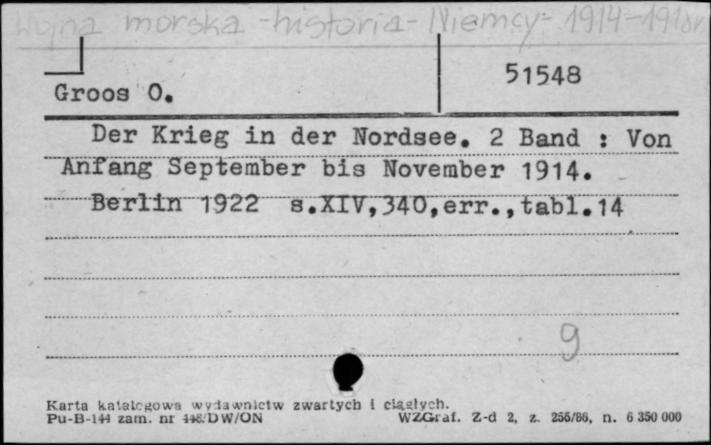 Wojna morska - historia - Niemcy - 1914-1918r
51548
Groos O.
Der Krieg in der Nordsee. 2 Band : Von
Anfang September bis November 1914.
Berlin 1922 s.XIV,340,err.,tabl.14
9
Karta katalogowa wydawnictw zwartych i ciągłych.
Pu-B-144 zam. nr 448/DW/ON WZGraf. Z-d 2, z. 256/86, n. 6 350 000